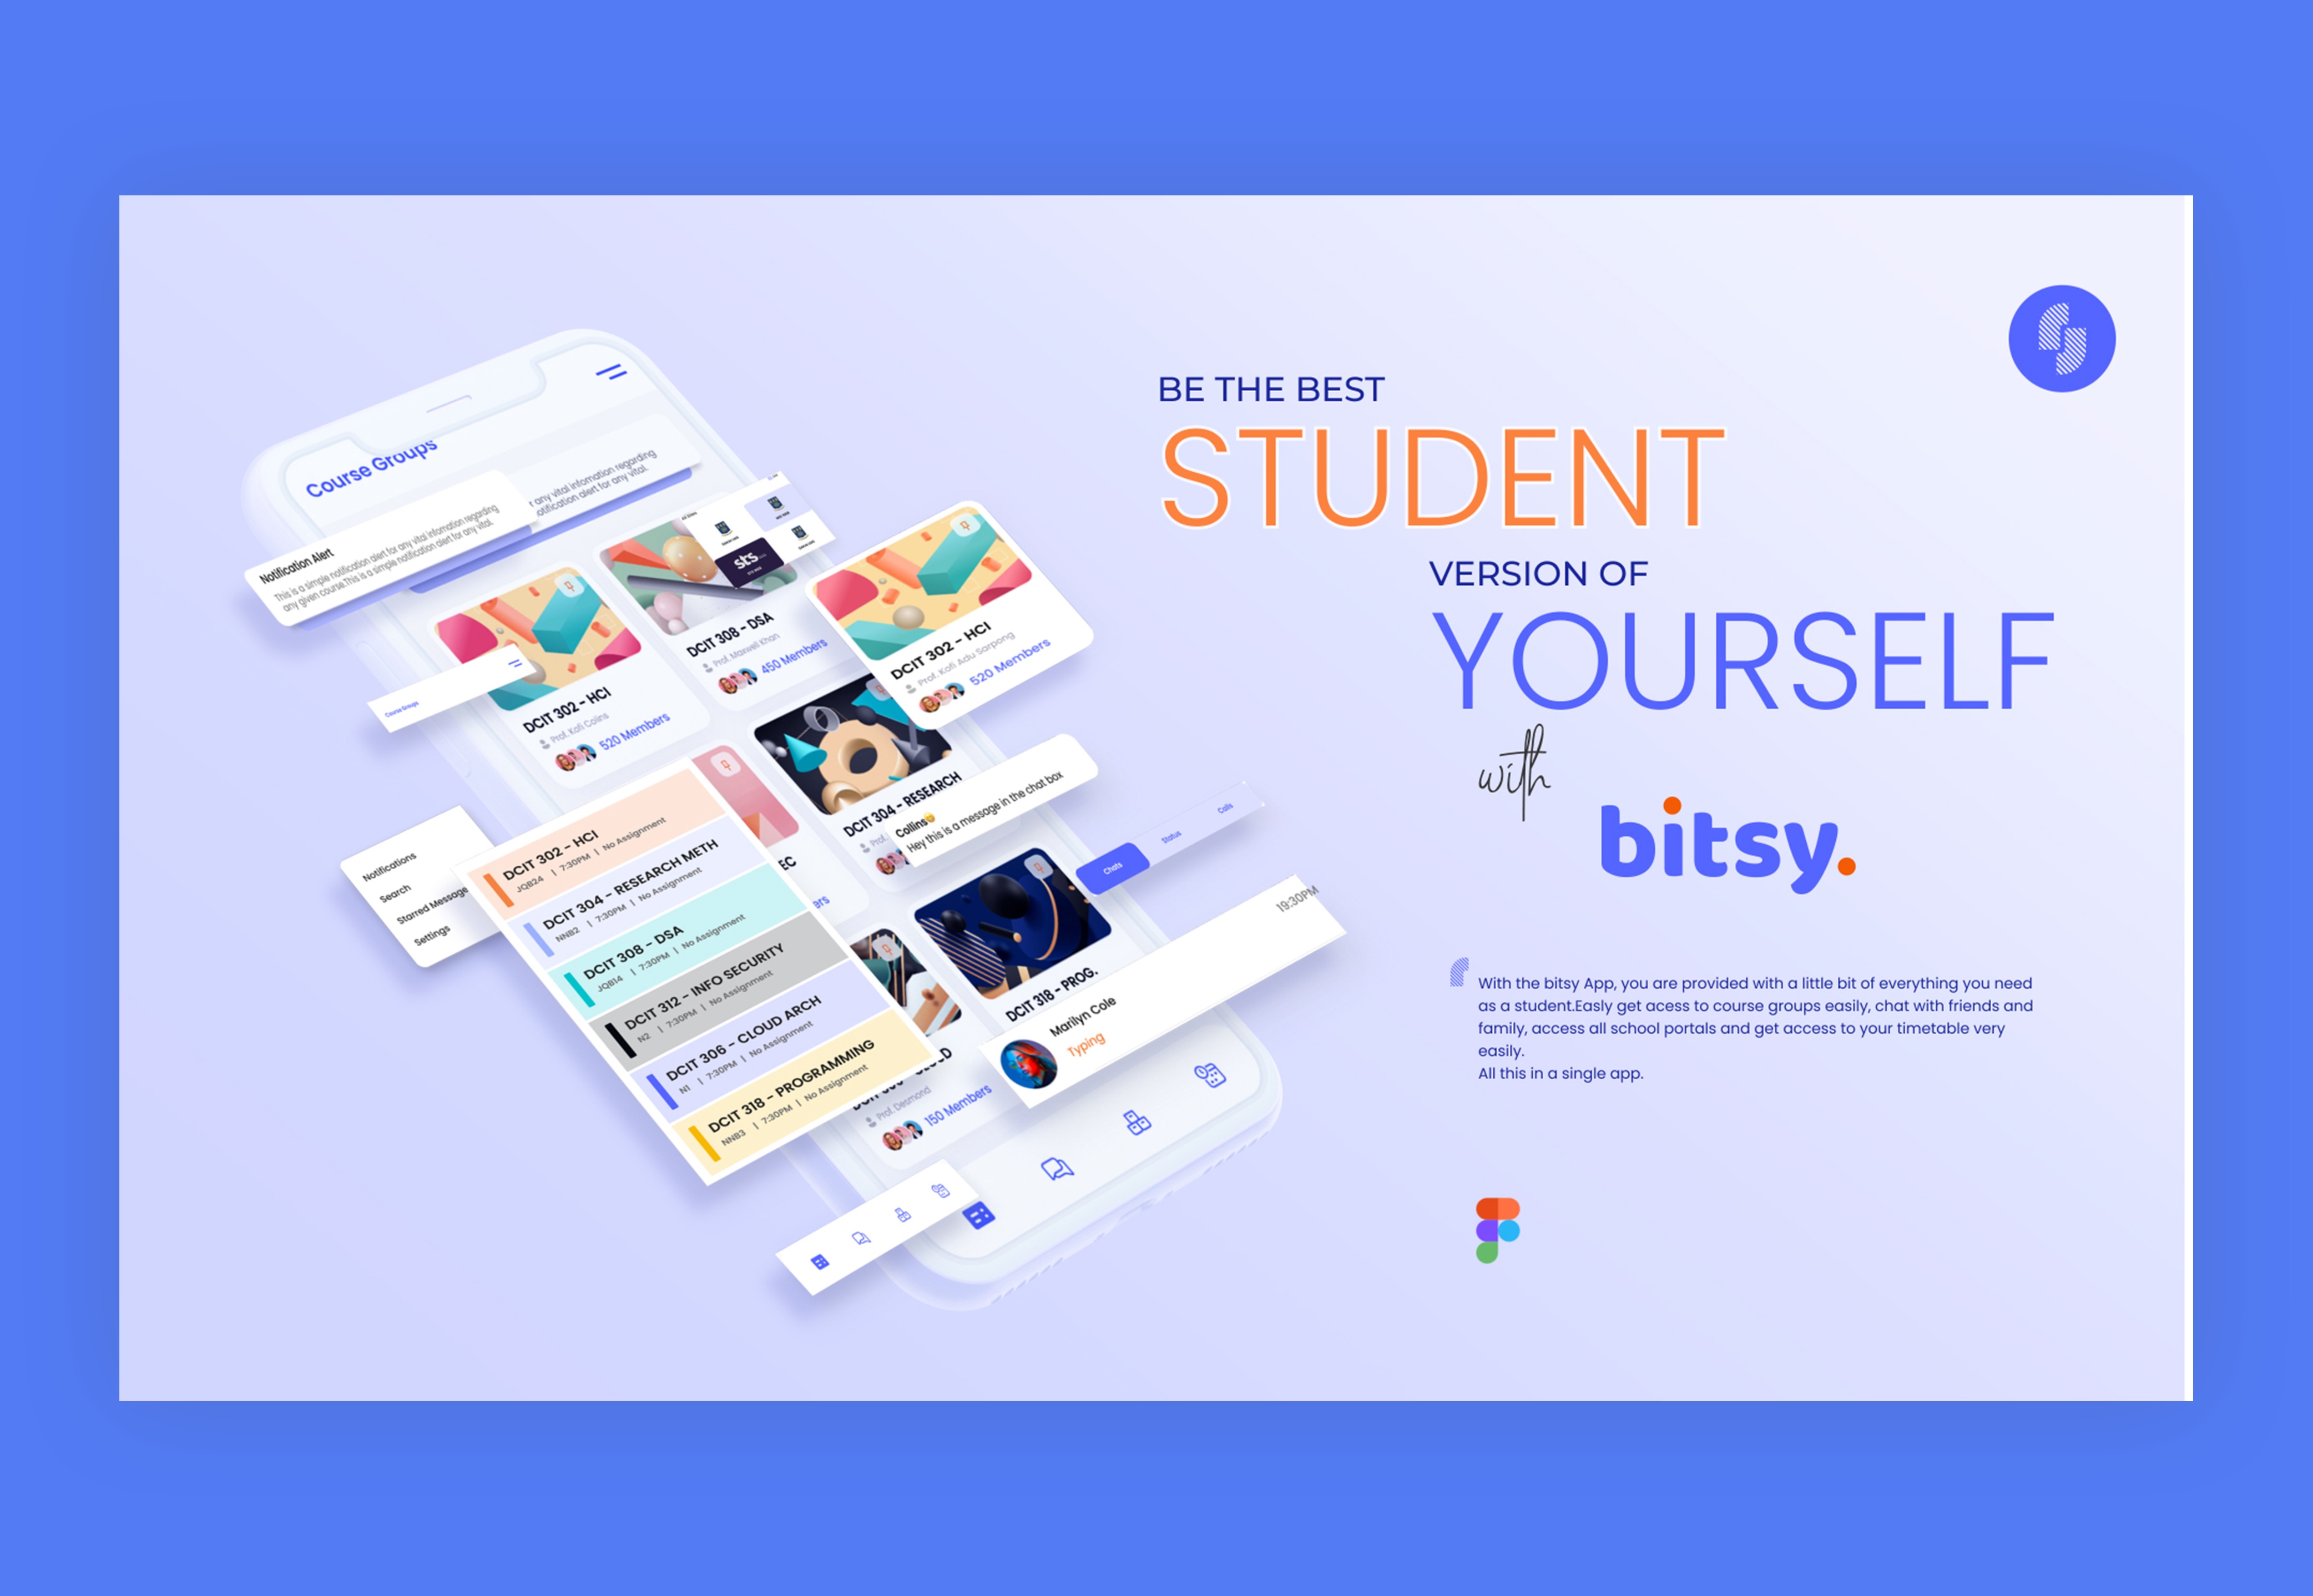 BE THE BEST
STUDENT
VERSION OF
YOURSELF
with
bitsy.
With the bitsy App, you are provided with a little bit of everything you need
as a student.Easly get acess to course groups easily, chat with friends and
family, access all school portals and get access to your timetable very
easily.
All this in a single app.
Course Groups
r any vital infomation regarding
otification alert for any vital.
Notification Alert
This is a simple notification alert for any vital infomation regarding
any given course.This is a simple notification alert for any vital.
Course Groups
sts
DCIT 308 - DSA
Prof. Maxwell Khan
450 Members
DCIT 302 - HCI
Prof. Kofi Adu Sarpong
520 Members
DCIT 302 - HCI
Prof. Kofi Colins
520 Members
DCIT 304 - RESEARCH
Prof.
Collins
Hey this is a message in the chat box
Chats
Status
Calls
Notifications
Search
Starred Message
Settings
DCIT 302 - HCI
JQB24 | 7:30PM | No Assignment
DCIT 304 - RESEARCH METH
NNB2 | 7:30PM | No Assignment
DCIT 308 - DSA
JQB14 | 7:30PM | No Assignment
DCIT 312 - INFO SECURITY
N2 | 7:30PM | No Assignment
DCIT 306 - CLOUD ARCH
N1 | 7:30PM | No Assignment
DCIT 318 - PROGRAMMING
NNB3 | 7:30PM | No Assignment
EC
ers
DCIT 318 - PROG.
19:30PM
Marilyn Cole
Typing
Prof. Desmond
150 Members